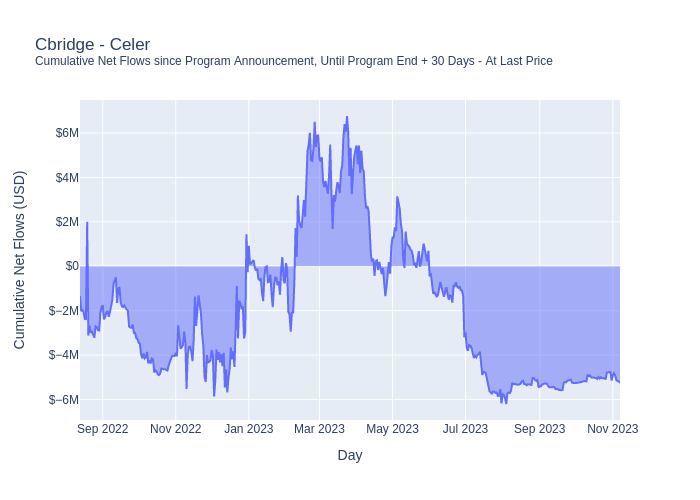 Cbridge - Celer
Cumulative Net Flows since Program Announcement, Until Program End + 30 Days - At Last Price
Cumulative Net Flows (USD)
$6M
$4M
$2M
$0
−$2M
−$4M
−$6M
Sep 2022 Nov 2022 Jan 2023 Mar 2023 May 2023 Jul 2023 Sep 2023 Nov 2023
Day